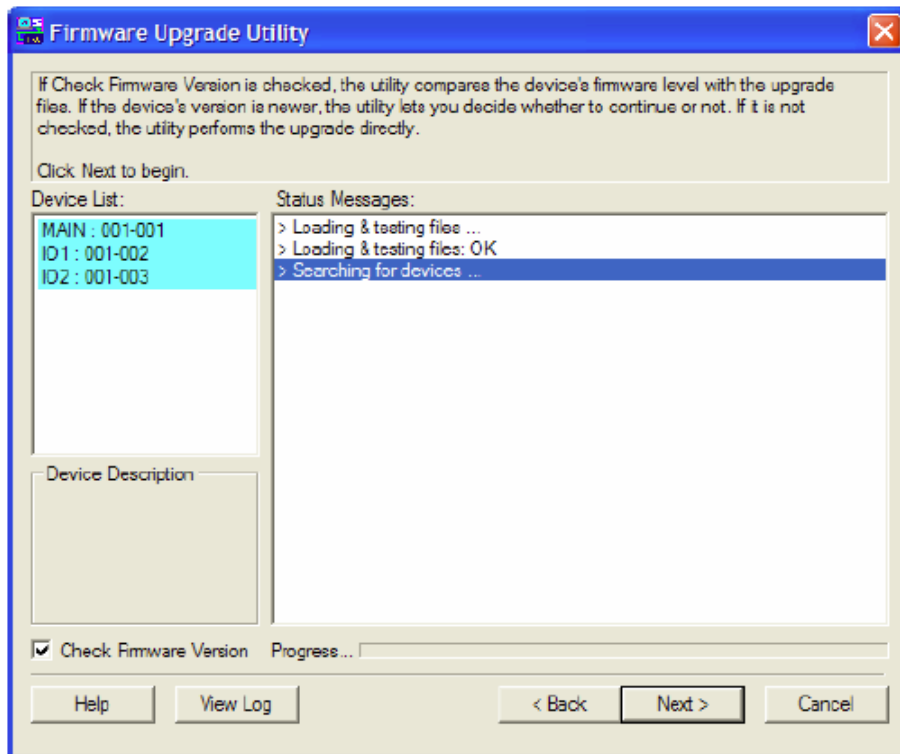 Firmware Upgrade Utility
If Check Firmware Version is checked, the utility compares the device's firmware level with the upgrade
files. If the device's version is newer, the utility lets you decide whether to continue or not. If it is not
checked, the utility performs the upgrade directly.
Click Next to begin.
Device List:
MAIN : 001-001
ID1 : 001-002
ID2 : 001-003
Status Messages:
> Loading & testing files ...
> Loading & testing files: OK
> Searching for devices ...
Device Description
Check Firmware Version
Progress...
Help
View Log
< Back
Next >
Cancel